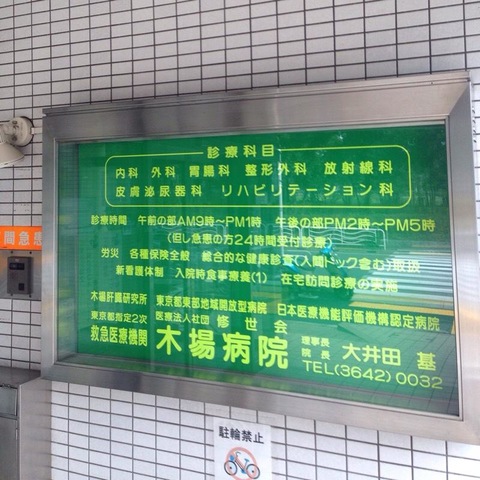 診療科目
内科 外科 胃腸科 整形外科 放射線科
皮膚泌尿器科 リハビリテーション科
診療時間 午前の部AM9時～PM1時 午後の部PM2時～PM5時
(但し急患の方24時間受付診療)
労災 各種保険全般 総合的な健康診査(人間ドック含む)取扱
新看護体制 入院時食事療養(1) 在宅訪問診療の実施
木場肝臓研究所 東京都東部地域開放型病院 日本医療機能評価機構認定病院
東京都指定2次 医療法人社団 修世会
救急医療機関 木場病院
理事長
院長 大井田 基
TEL(3642)0032
間急患
駐輪禁止